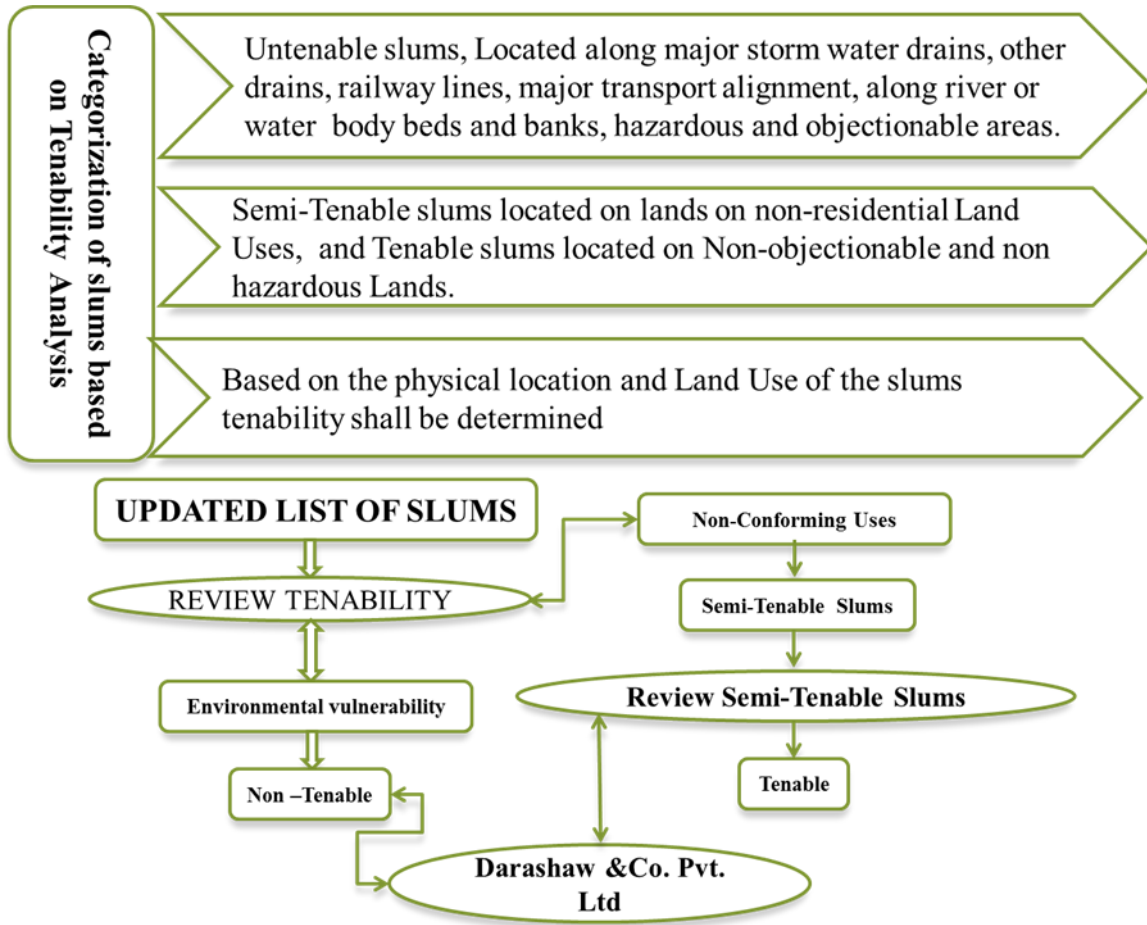 Categorization of slums based
on Tenability Analysis
Untenable slums, Located along major storm water drains, other
drains, railway lines, major transport alignment, along river or
water body beds and banks, hazardous and objectionable areas.
Semi-Tenable slums located on lands on non-residential Land
Uses, and Tenable slums located on Non-objectionable and non
hazardous Lands.
Based on the physical location and Land Use of the slums
tenability shall be determined
UPDATED LIST OF SLUMS
Non-Conforming Uses
REVIEW TENABILITY
Semi-Tenable Slums
Environmental vulnerability
Review Semi-Tenable Slums
Non –Tenable
Tenable
Darashaw &Co. Pvt.
Ltd